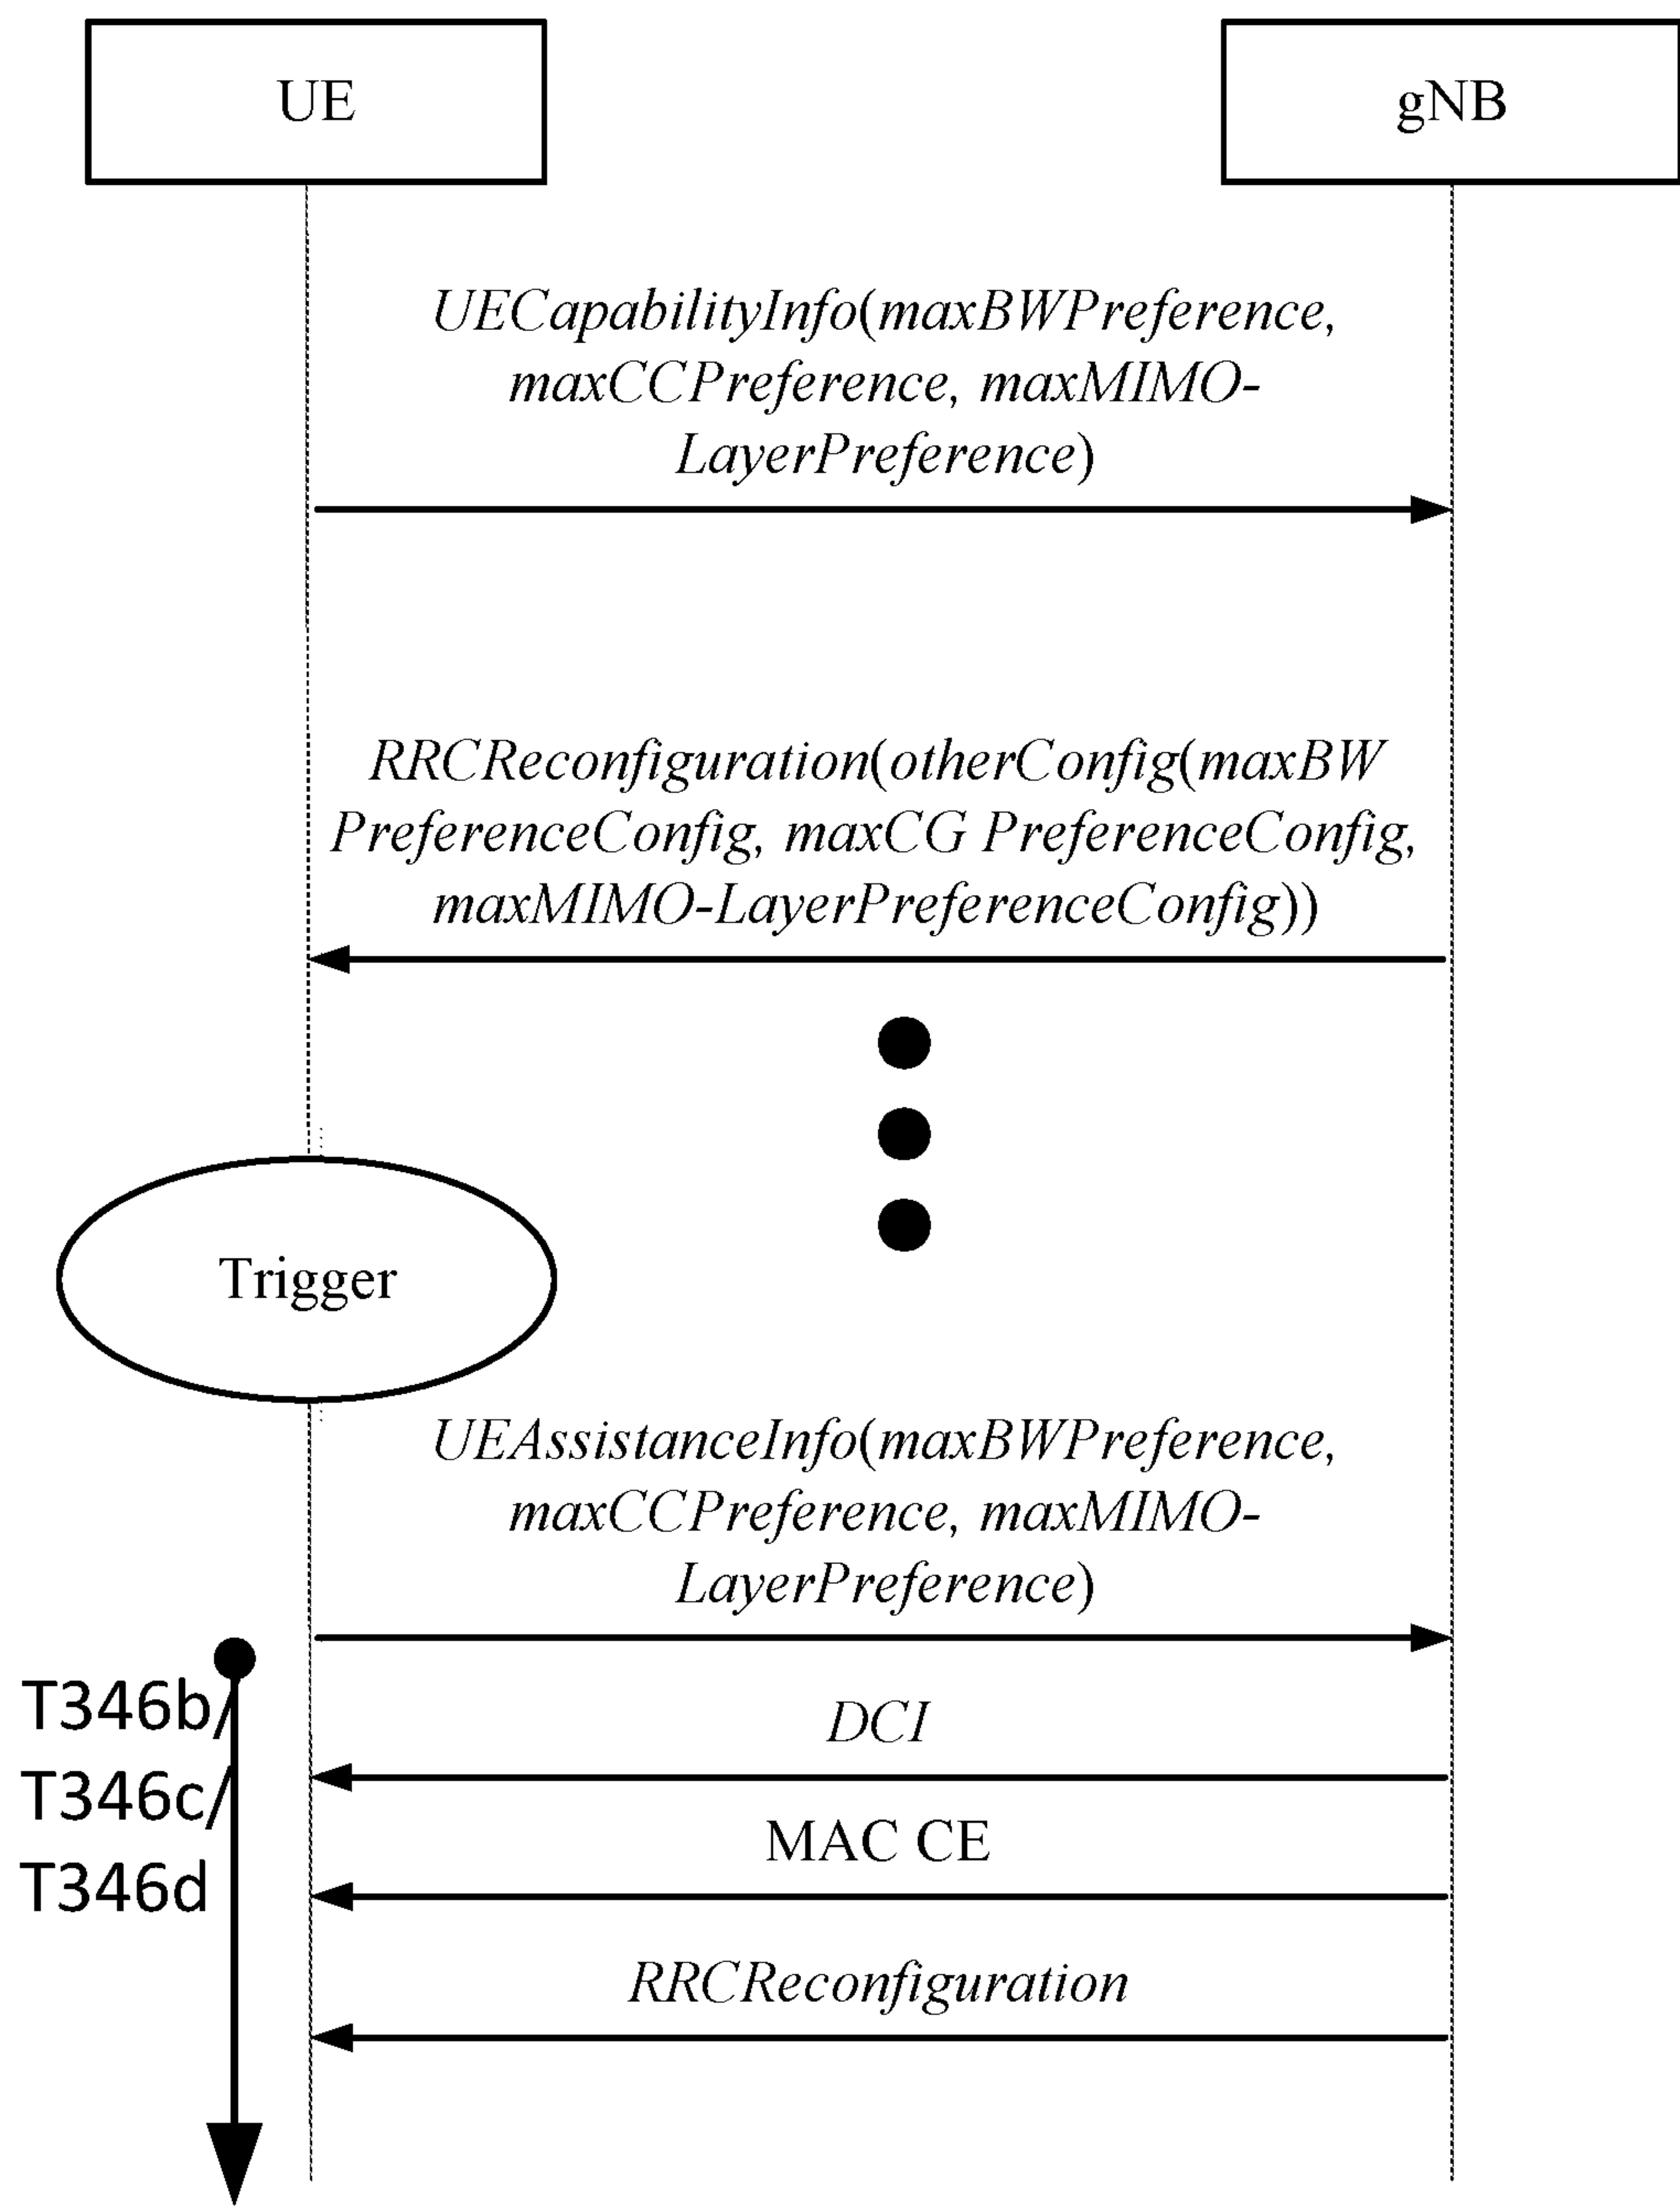 UE
gNB
UECapabilityInfo(maxBWPreference,
maxCCPreference, maxMIMO-
LayerPreference)
RRCReconfiguration(otherConfig(maxBW
PreferenceConfig, maxCG PreferenceConfig,
maxMIMO-LayerPreferenceConfig))
Trigger
UEAssistanceInfo(maxBWPreference,
maxCCPreference, maxMIMO-
LayerPreference)
T346b/
T346c/
T346d
DCI
MAC CE
RRCReconfiguration